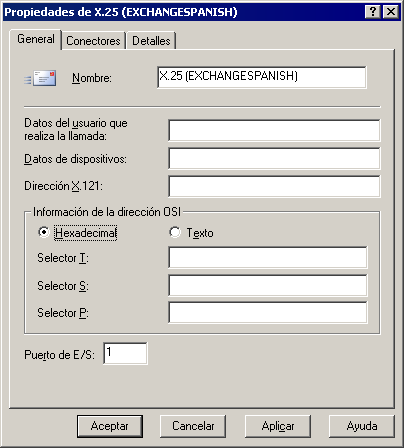 Propiedades de X.25 (EXCHANGESPANISH)
General Conectores Detalles
Nombre: X.25 (EXCHANGESPANISH)
Datos del usuario que
realiza la llamada:
Datos de dispositivos:
Dirección X.121:
Información de la dirección OSI
Hexadecimal Texto
Selector T:
Selector S:
Selector P:
Puerto de E/S: 1
Aceptar Cancelar Aplicar Ayuda